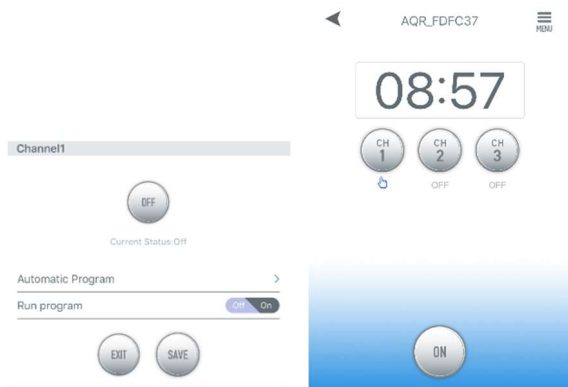 Channel1
OFF
Current Status:Off
Automatic Program
Run program Off On
EXIT SAVE
AQR_FDFC37
MENU
08:57
CH 1 CH 2 CH 3
OFF OFF
ON